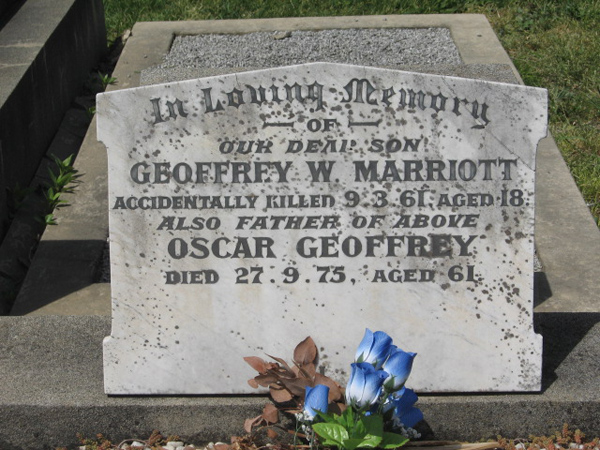 In Loving Memory
— OF —
OUR DEAR SON
GEOFFREY W. MARRIOTT
ACCIDENTALLY KILLED 9.3.61. AGED 18.
ALSO FATHER OF ABOVE
OSCAR GEOFFREY
DIED 27.9.75, AGED 61.